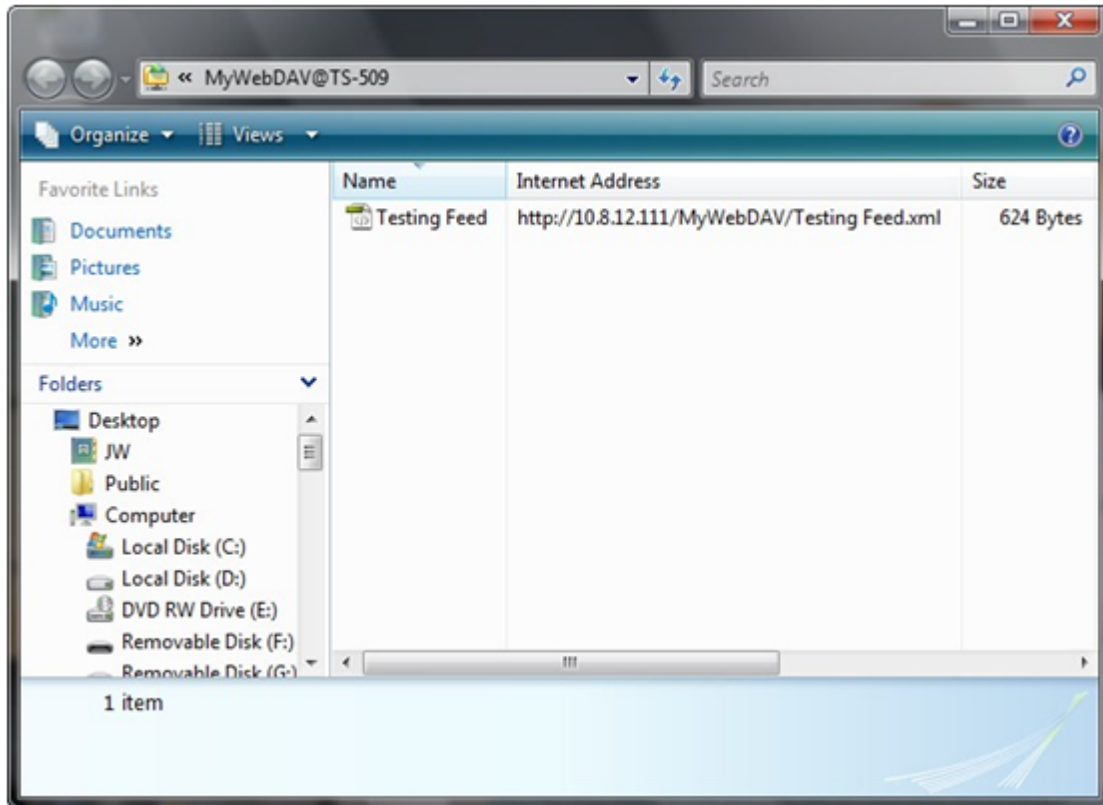 « MyWebDAV@TS-509
Search
Organize
Views
Favorite Links
Documents
Pictures
Music
More »
Folders
Desktop
JW
Public
Computer
Local Disk (C:)
Local Disk (D:)
DVD RW Drive (E:)
Removable Disk (F:)
Removable Disk (G:)
Name Internet Address Size
Testing Feed http://10.8.12.111/MyWebDAV/Testing Feed.xml 624 Bytes
1 item